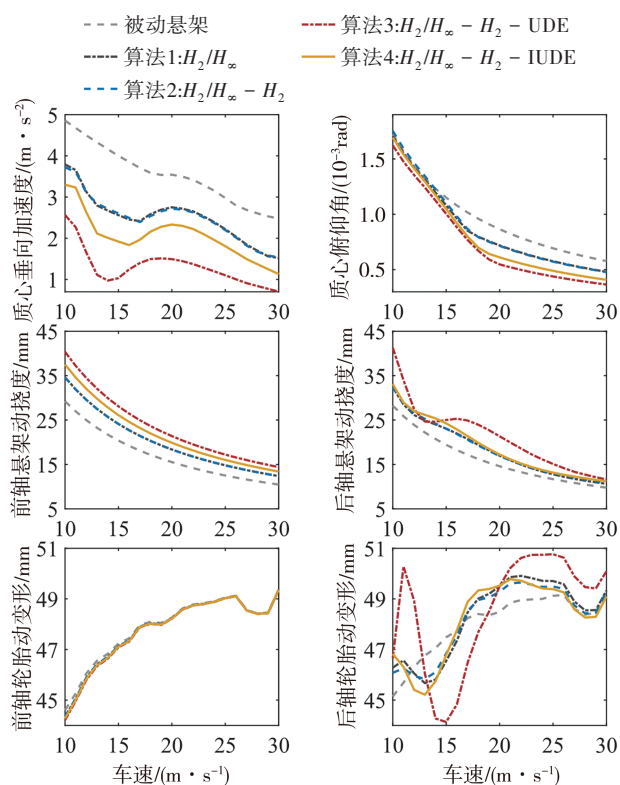 被动悬架
算法1:H₂/H∞
算法2:H₂/H∞ − H₂
算法3:H₂/H∞ − H₂ − UDE
算法4:H₂/H∞ − H₂ − IUDE
质心垂向加速度/(m · s⁻²)
5
4
3
2
1
10 15 20 25 30
质心俯仰角/(10⁻³rad)
1.5
1.0
0.5
10 15 20 25 30
前轴悬架动挠度/mm
45
35
25
15
10 15 20 25 30
后轴悬架动挠度/mm
45
35
25
15
10 15 20 25 30
前轴轮胎动变形/mm
51
49
47
45
10 15 20 25 30
车速/(m · s⁻¹)
后轴轮胎动变形/mm
51
49
47
45
10 15 20 25 30
车速/(m · s⁻¹)